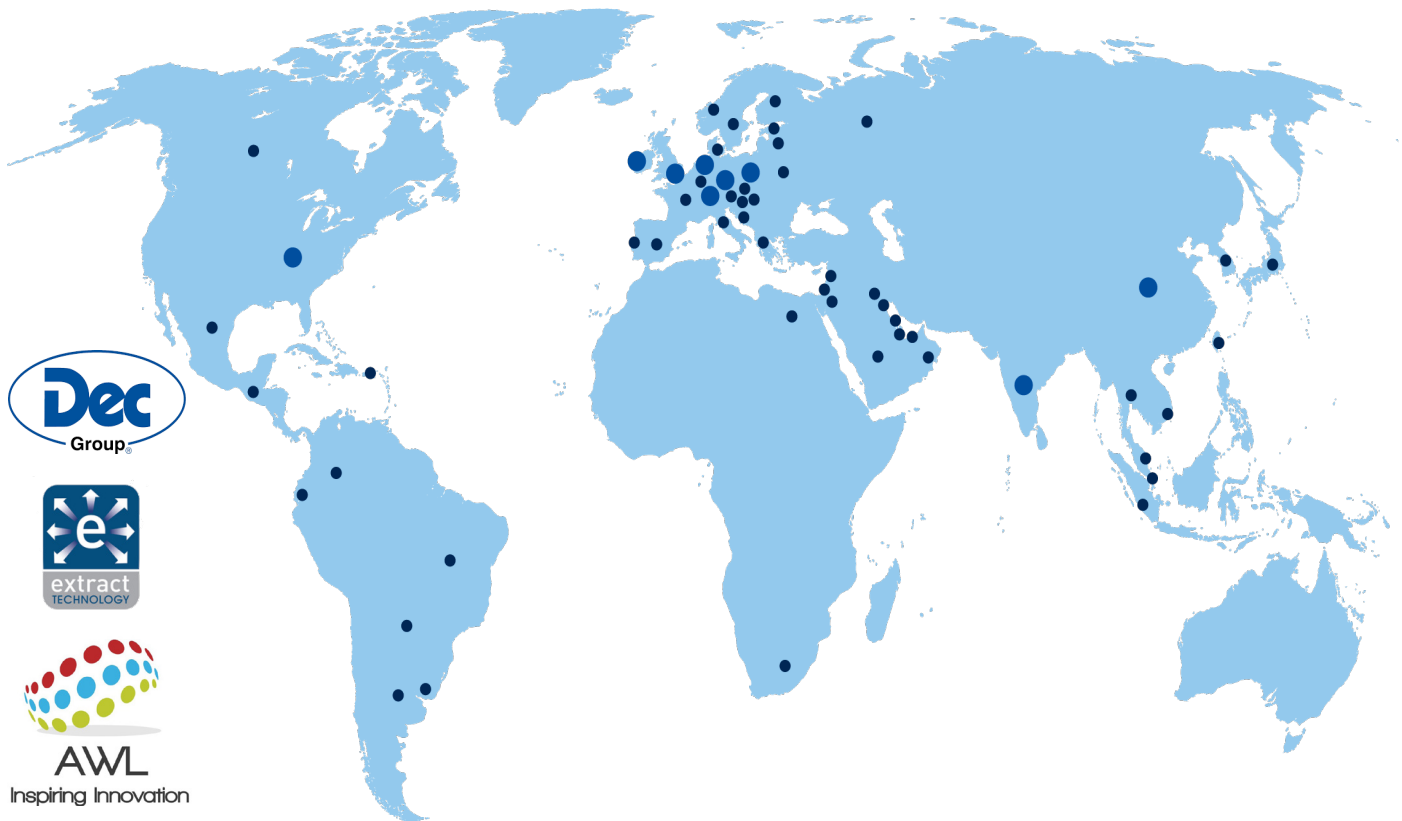 Dec
Group®
e
extract
TECHNOLOGY
AWL
Inspiring Innovation